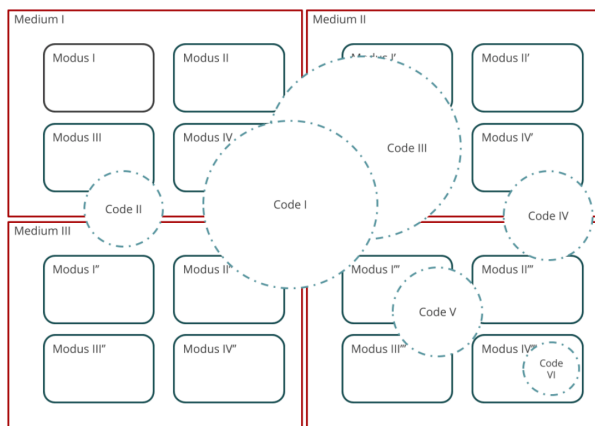 Medium I
Medium II
Modus I
Modus II
Modus II′
Modus III
Modus IV
Code III
Modus IV′
Code II
Code I
Code IV
Medium III
Modus I″
Modus II
Modus I‴
Modus II‴
Code V
Modus III″
Modus IV″
Modus III‴
Modus IV‴
Code
VI